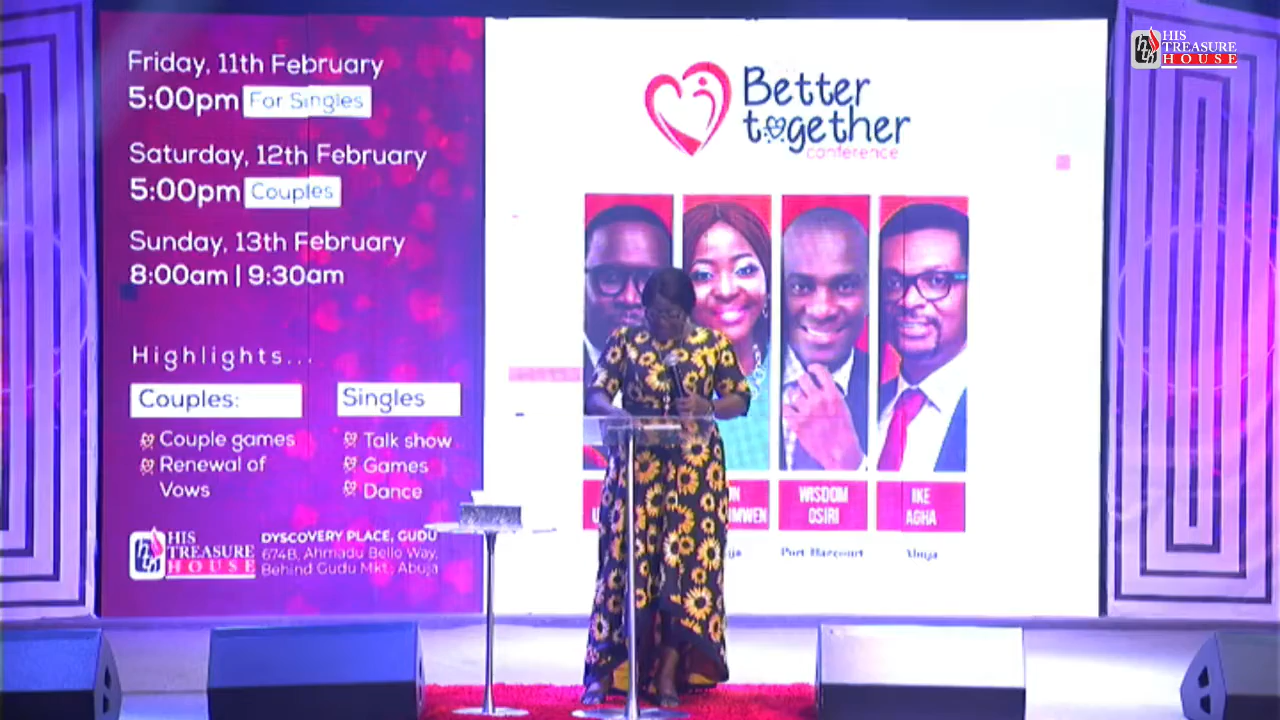 Friday, 11th February
5:00pm For Singles
Saturday, 12th February
5:00pm Couples
Sunday, 13th February
8:00am | 9:30am
Highlights...
Couples:
Couple games
Renewal of
Vows
Singles
Talk show
Games
Dance
HIS
TREASURE
HOUSE
DYSCOVERY PLACE, GUDU
674B, Ahmadu Bello Way,
Behind Gudu Mkt., Abuja
Better
together
conference
WISDOM
OSIRI
Port Harcourt
IKE
AGHA
Abuja
HIS
TREASURE
HOUSE